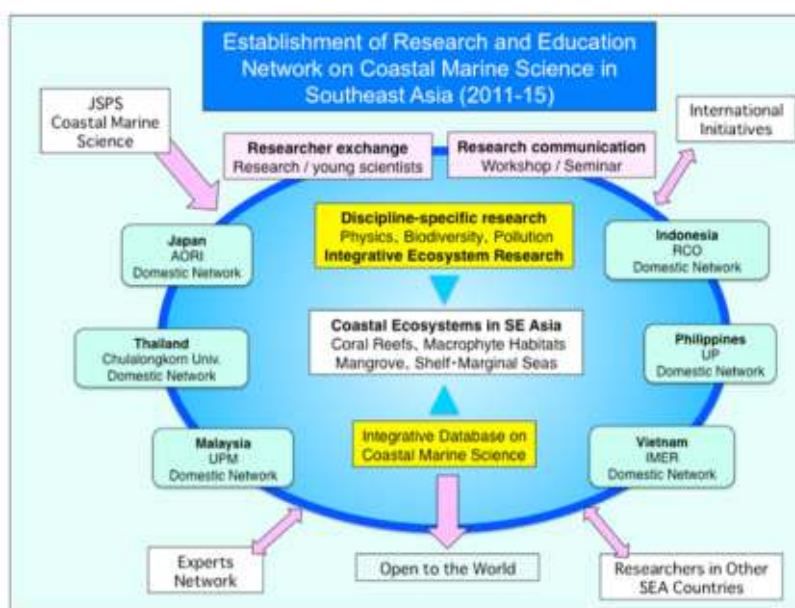 Establishment of Research and Education
Network on Coastal Marine Science in
Southeast Asia (2011-15)
JSPS
Coastal Marine
Science
International
Initiatives
Researcher exchange
Research / young scientists
Research communication
Workshop / Seminar
Discipline-specific research
Physics, Biodiversity, Pollution
Integrative Ecosystem Research
Japan
AORI
Domestic Network
Indonesia
RCO
Domestic Network
Coastal Ecosystems in SE Asia
Coral Reefs, Macrophyte Habitats
Mangrove, Shelf-Marginal Seas
Thailand
Chulalongkorn Univ.
Domestic Network
Philippines
UP
Domestic Network
Malaysia
UPM
Domestic Network
Integrative Database on
Coastal Marine Science
Vietnam
IMER
Domestic Network
Experts
Network
Open to the World
Researchers in Other
SEA Countries